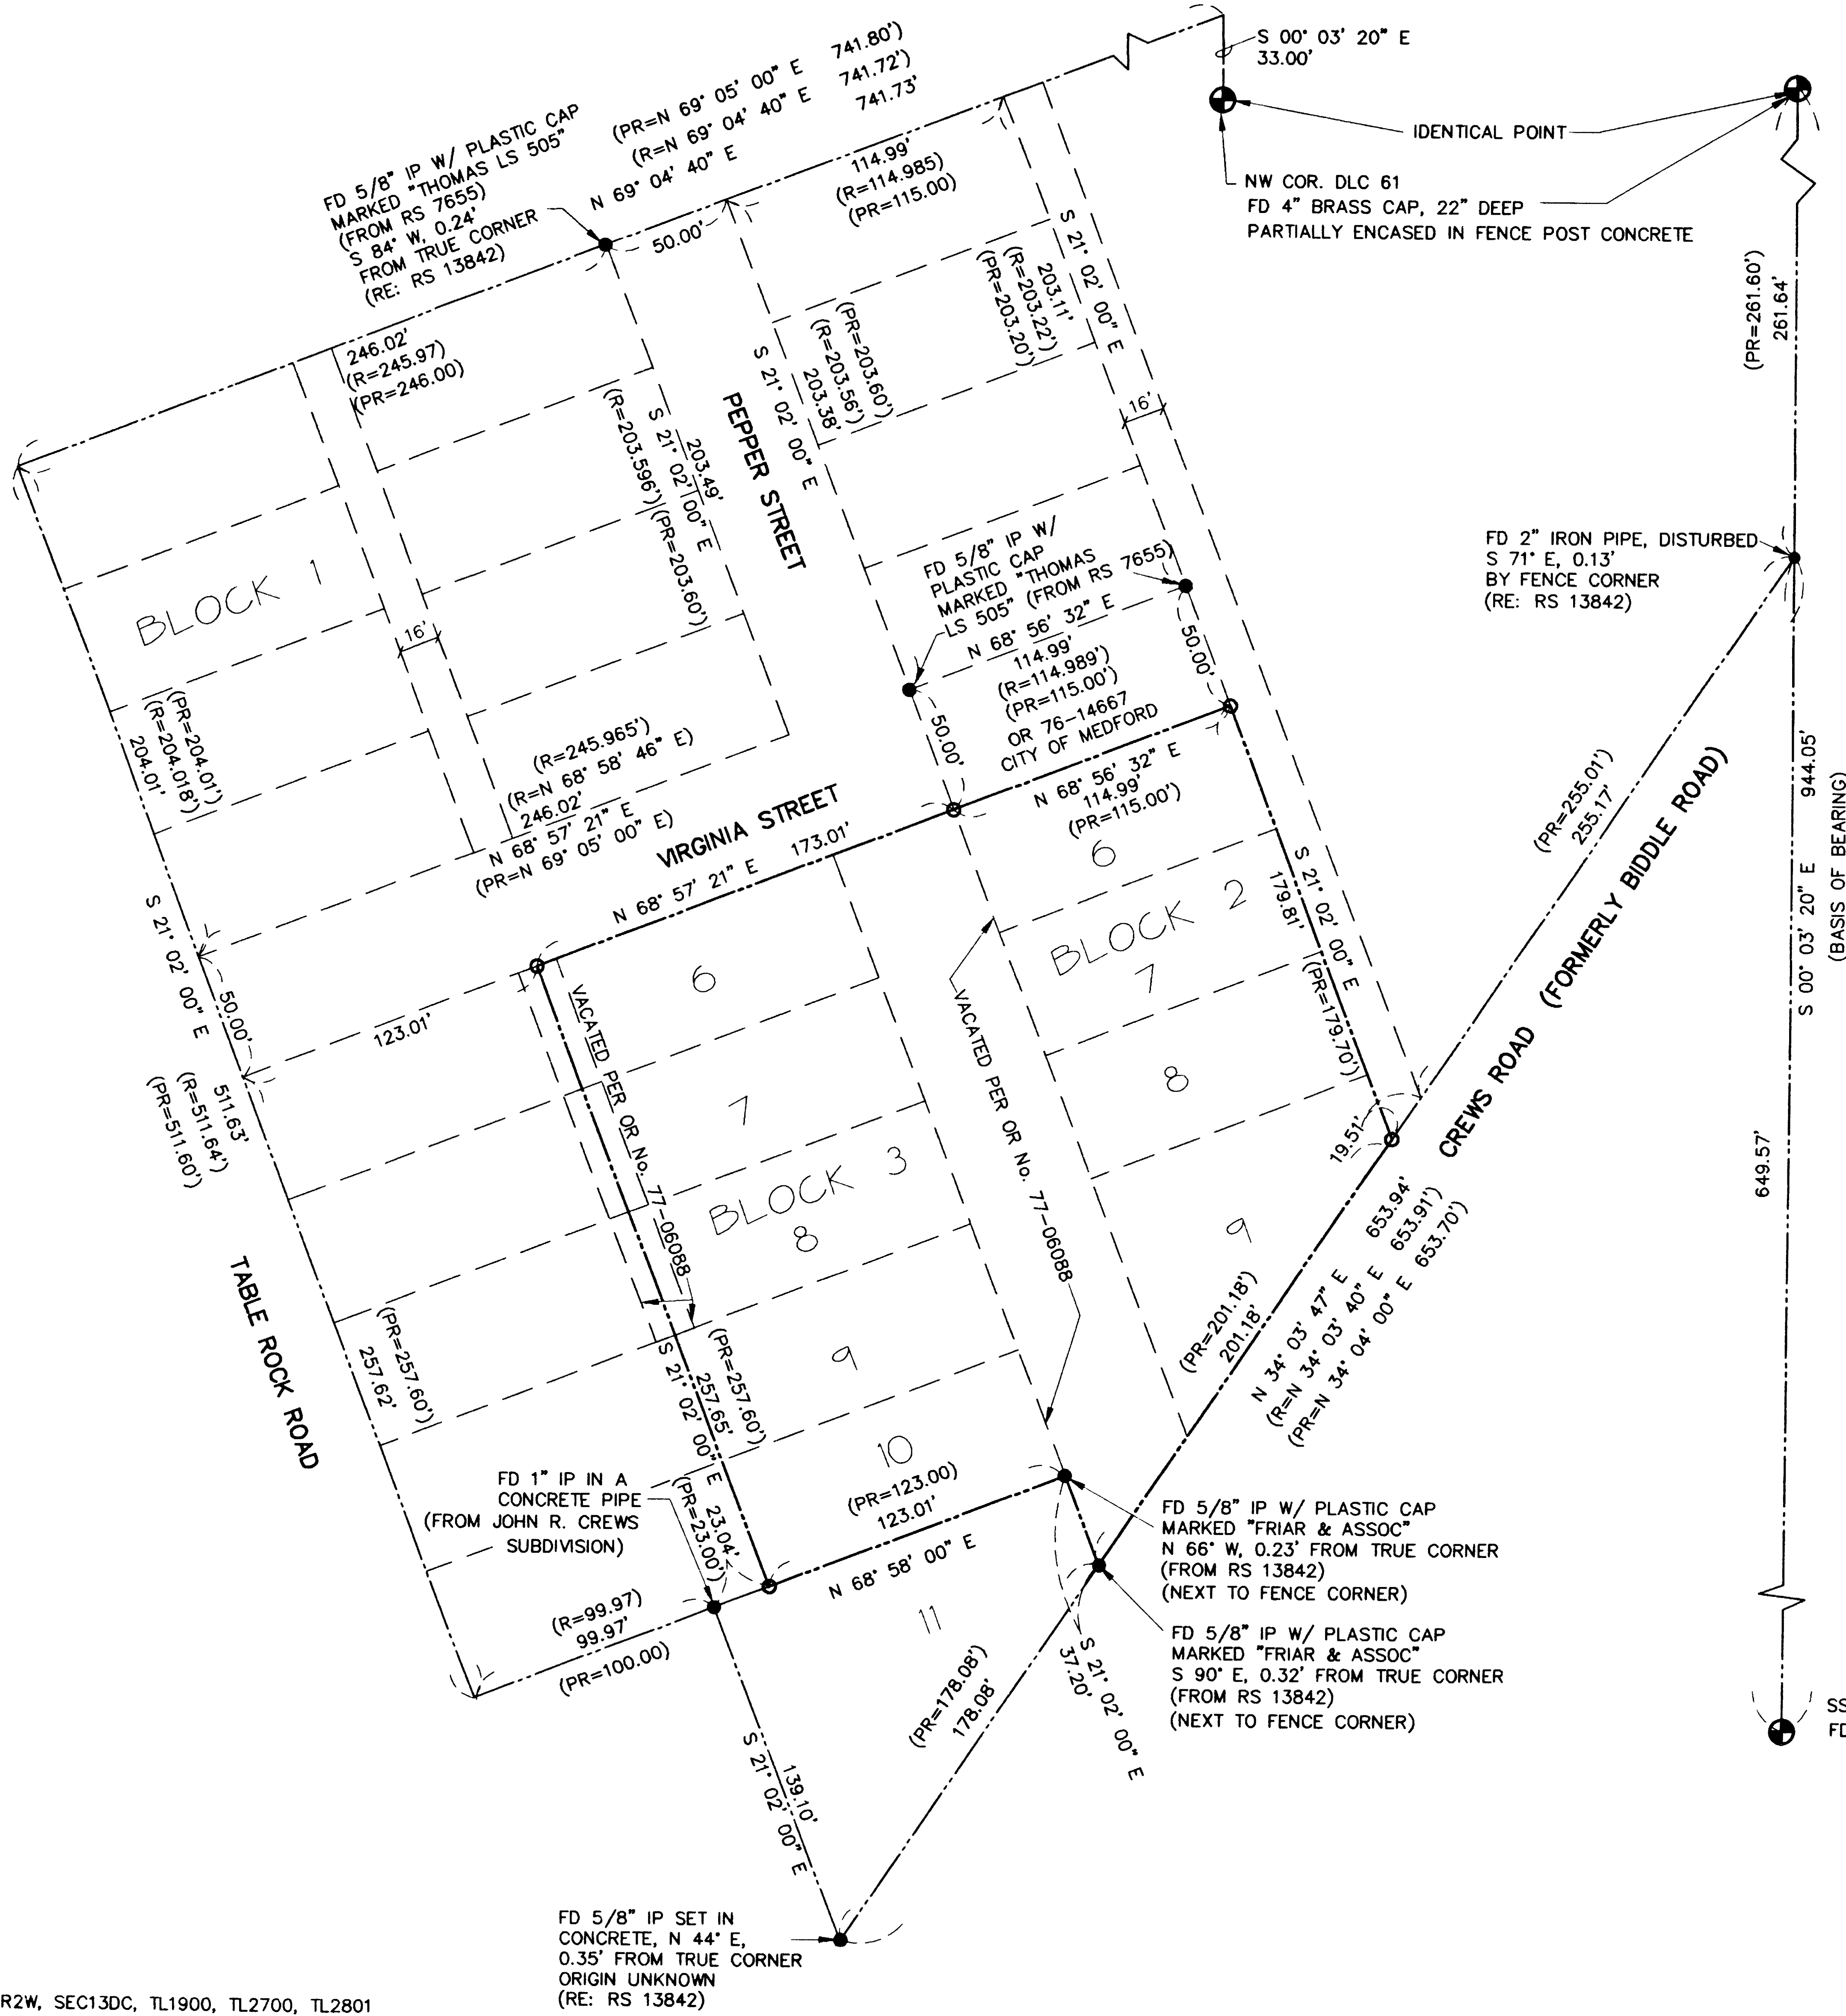 S 00° 03' 20" E
33.00'
IDENTICAL POINT
NW COR. DLC 61
FD 4" BRASS CAP, 22" DEEP
PARTIALLY ENCASED IN FENCE POST CONCRETE
(PR=N 69° 05' 00" E 741.80')
(R=N 69° 04' 40" E 741.72')
N 69° 04' 40" E 741.73'
FD 5/8" IP W/ PLASTIC CAP
MARKED "THOMAS LS 505"
(FROM RS 7655)
S 84° W, 0.24'
FROM TRUE CORNER
(RE: RS 13842)
50.00'
114.99'
(R=114.985)
(PR=115.00)
246.02'
(R=245.97)
(PR=246.00)
S 21° 02' 00" E
203.11'
(R=203.22')
(PR=203.20')
(PR=203.60')
(R=203.56')
203.38'
S 21° 02' 00" E
PEPPER STREET
203.49'
S 21° 02' 00" E
(R=203.596') (PR=203.60')
16'
16'
BLOCK 1
(PR=261.60')
261.64'
FD 2" IRON PIPE, DISTURBED
S 71° E, 0.13'
BY FENCE CORNER
(RE: RS 13842)
FD 5/8" IP W/
PLASTIC CAP
MARKED "THOMAS
LS 505" (FROM RS 7655)
N 68° 56' 32" E
114.99'
(R=114.989')
(PR=115.00')
OR 76-14667
CITY OF MEDFORD
50.00'
50.00'
N 68° 56' 32" E
114.99'
(PR=115.00')
(PR=204.01')
(R=204.018')
204.01'
(R=245.965')
(R=N 68° 58' 46" E)
246.02'
N 68° 57' 21" E
(PR=N 69° 05' 00" E)
VIRGINIA STREET
N 68° 57' 21" E 173.01'
S 21° 02' 00" E
50.00'
123.01'
511.63'
(R=511.64')
(PR=511.60')
TABLE ROCK ROAD
(PR=257.60')
257.62'
VACATED PER OR No. 77-06088
VACATED PER OR No. 77-06088
6
7
BLOCK 3
8
9
10
11
6
BLOCK 2
7
8
9
S 21° 02' 00" E
179.81'
(PR=179.70')
19.51'
(PR=255.01')
255.17'
CREWS ROAD (FORMERLY BIDDLE ROAD)
944.05'
S 00° 03' 20" E
(BASIS OF BEARING)
649.57'
N 34° 03' 47" E 653.94'
(R=N 34° 03' 40" E 653.91')
(PR=N 34° 04' 00" E 653.70')
(PR=201.18')
201.18'
(PR=257.60')
257.65'
S 21° 02' 00" E
23.04'
(PR=23.00')
FD 1" IP IN A
CONCRETE PIPE
(FROM JOHN R. CREWS
SUBDIVISION)
(PR=123.00)
123.01'
N 68° 58' 00" E
(R=99.97)
99.97'
(PR=100.00)
FD 5/8" IP W/ PLASTIC CAP
MARKED "FRIAR & ASSOC"
N 66° W, 0.23' FROM TRUE CORNER
(FROM RS 13842)
(NEXT TO FENCE CORNER)
FD 5/8" IP W/ PLASTIC CAP
MARKED "FRIAR & ASSOC"
S 90° E, 0.32' FROM TRUE CORNER
(FROM RS 13842)
(NEXT TO FENCE CORNER)
S 21° 02' 00" E
37.20'
(PR=178.08')
178.08'
139.10'
S 21° 02' 00" E
SS
FD
FD 5/8" IP SET IN
CONCRETE, N 44° E,
0.35' FROM TRUE CORNER
ORIGIN UNKNOWN
(RE: RS 13842)
R2W, SEC13DC, TL1900, TL2700, TL2801